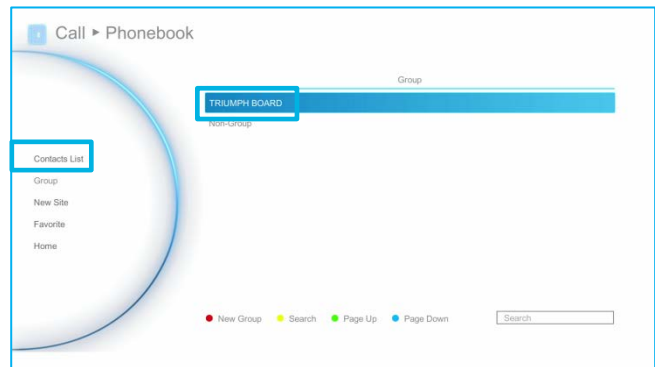 Call ► Phonebook
Group
TRIUMPH BOARD
Non-Group
Contacts List
Group
New Site
Favorite
Home
New Group Search Page Up Page Down Search